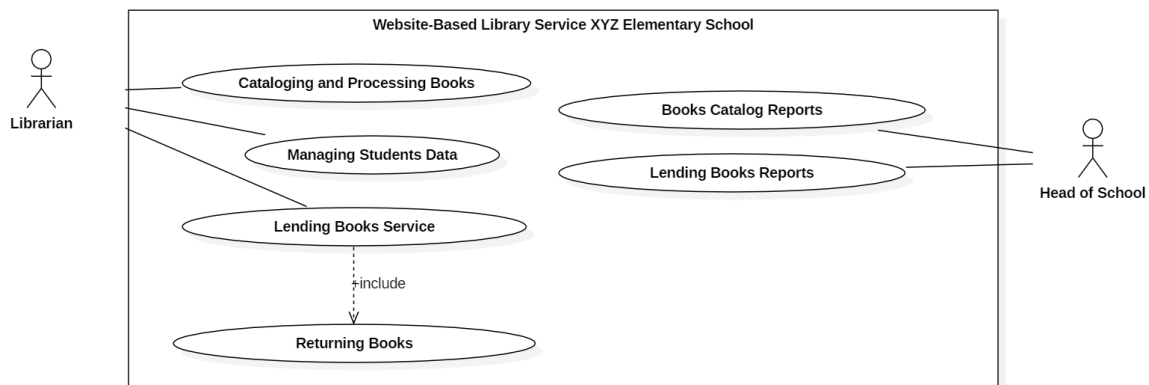 Website-Based Library Service XYZ Elementary School
Librarian
Cataloging and Processing Books
Managing Students Data
Lending Books Service
+include
Returning Books
Books Catalog Reports
Lending Books Reports
Head of School